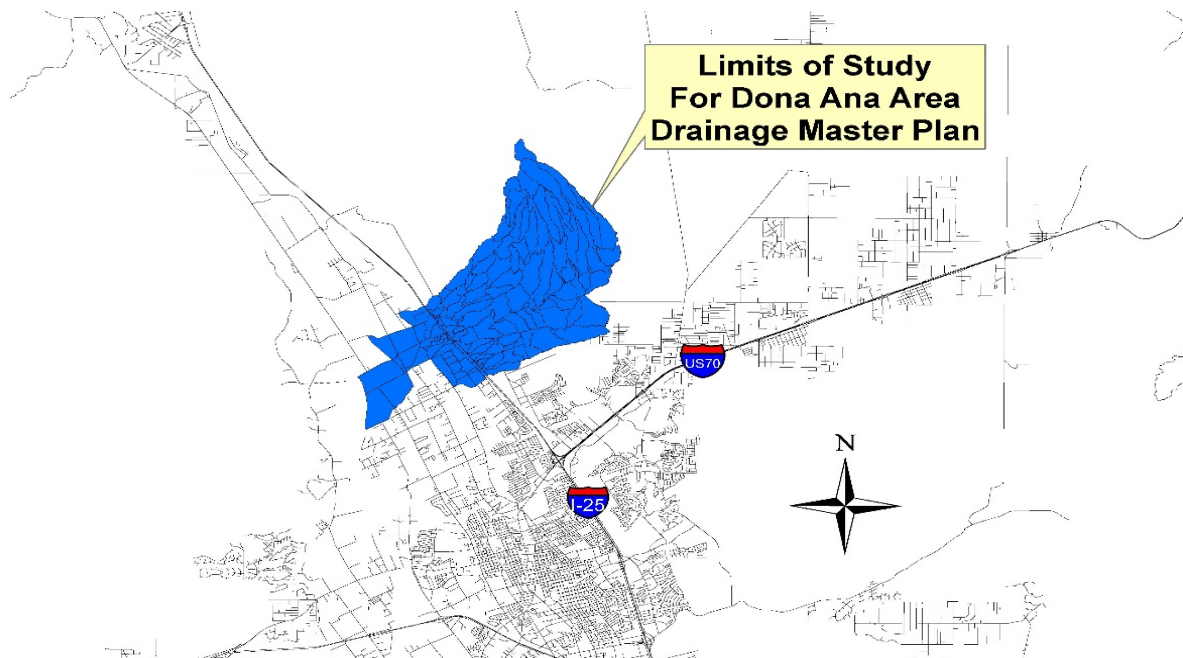 Limits of Study
For Dona Ana Area
Drainage Master Plan
US70
N
I-25